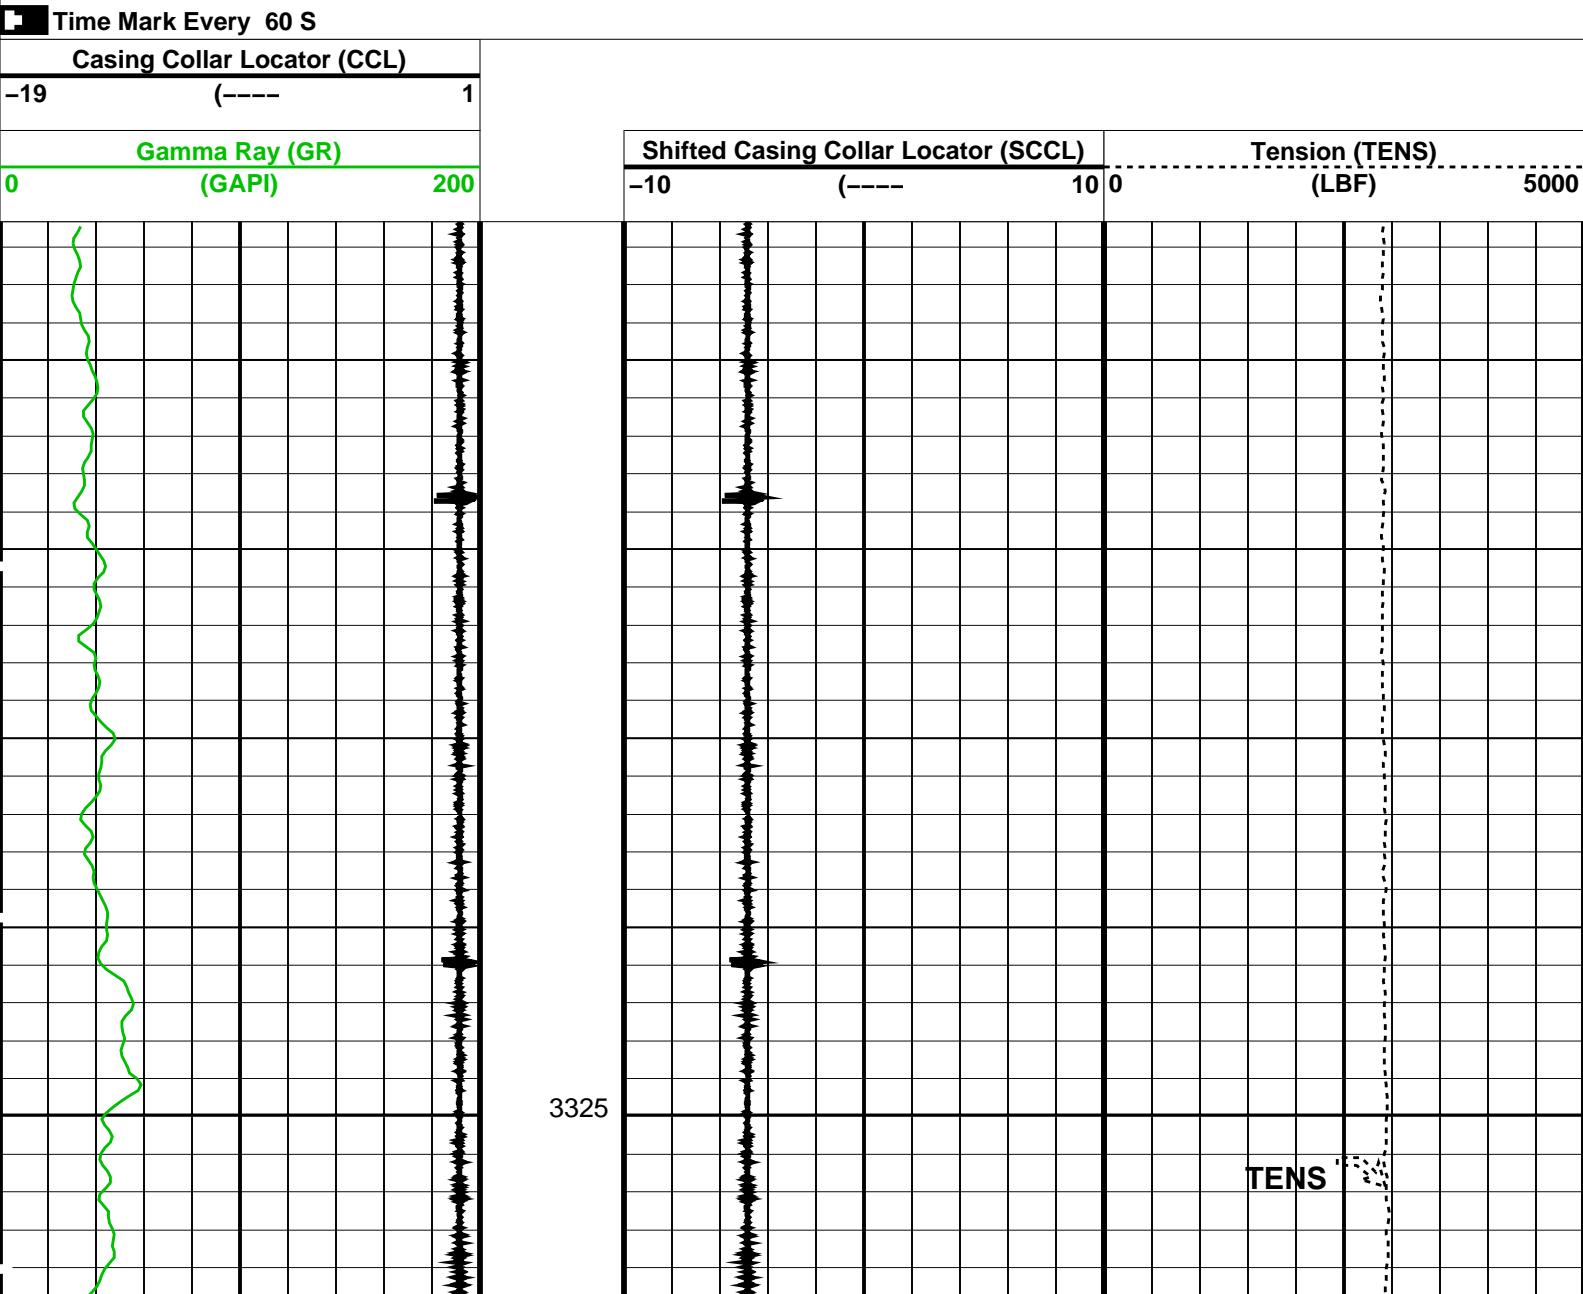 Time Mark Every 60 S
Casing Collar Locator (CCL)
−19 (−−−− 1
Gamma Ray (GR)
0 (GAPI) 200
Shifted Casing Collar Locator (SCCL)
−10 (−−−− 10
Tension (TENS)
0 (LBF) 5000
3325
TENS